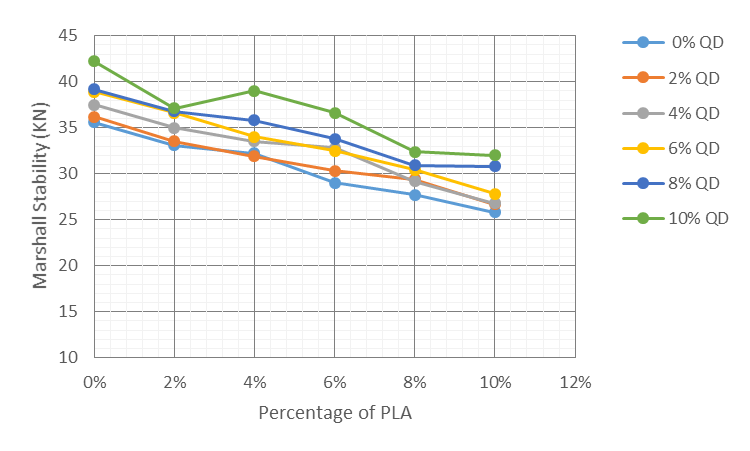 45
40
35
30
25
20
15
10
Marshall Stability (KN)
0% 2% 4% 6% 8% 10% 12%
Percentage of PLA
0% QD
2% QD
4% QD
6% QD
8% QD
10% QD